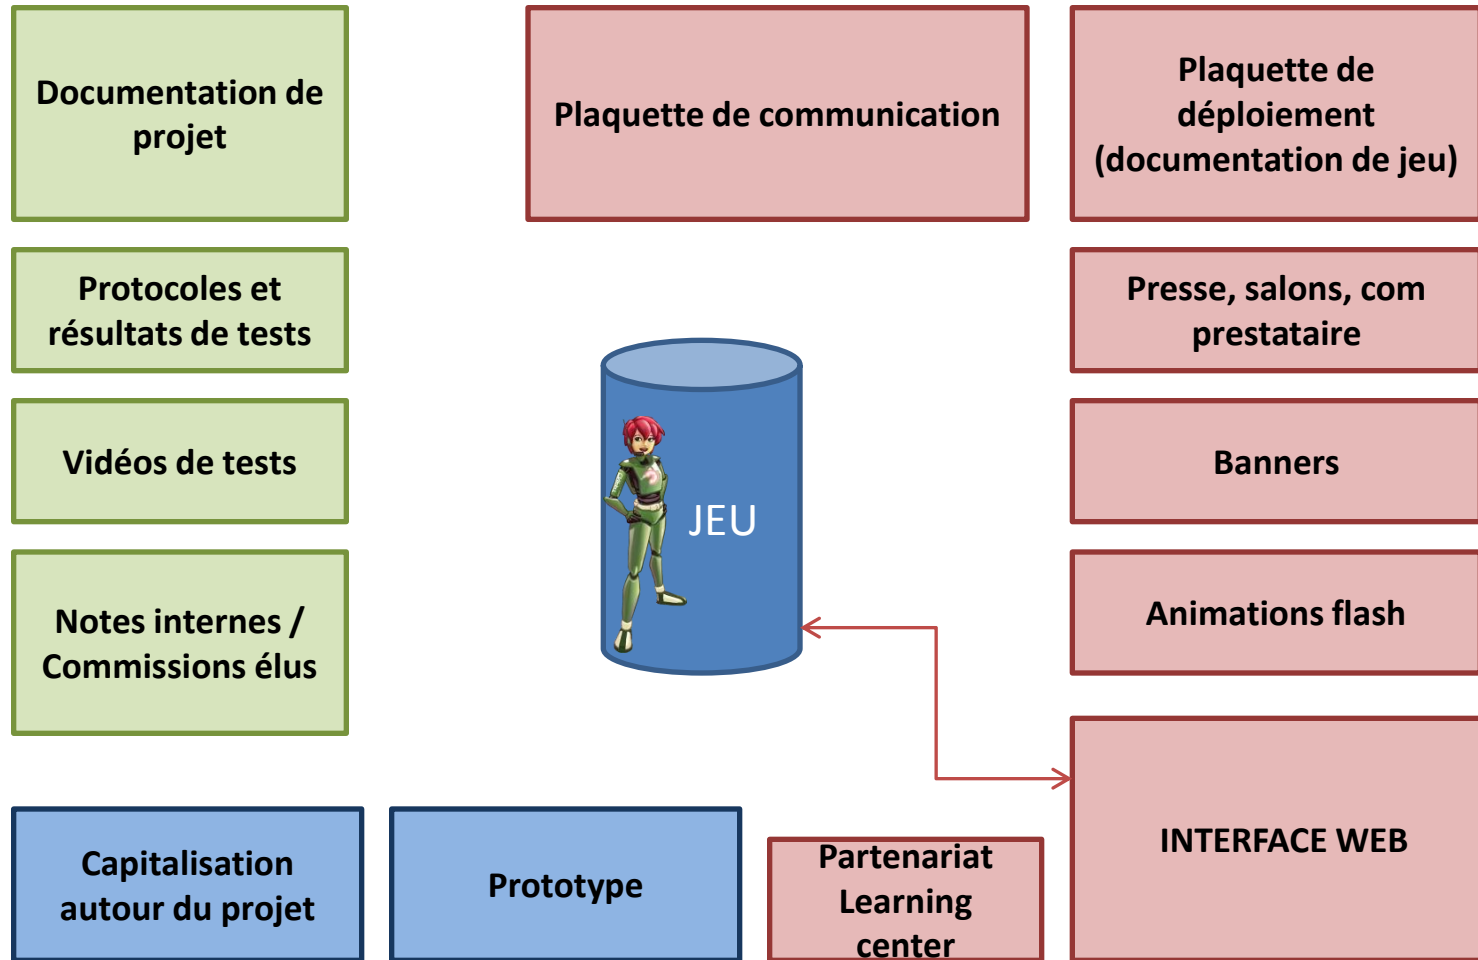 Documentation de
projet
Plaquette de communication
Plaquette de
déploiement
(documentation de jeu)
Protocoles et
résultats de tests
Presse, salons, com
prestataire
Vidéos de tests
JEU
Banners
Notes internes /
Commissions élus
Animations flash
Capitalisation
autour du projet
Prototype
Partenariat
Learning
center
INTERFACE WEB